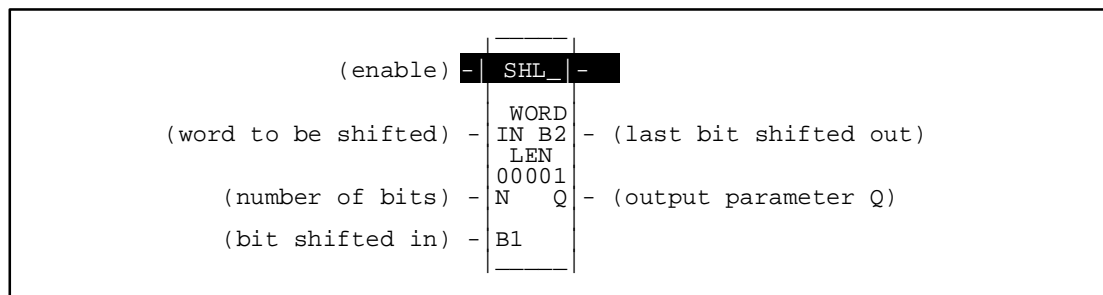 (enable) -| SHL_ |-
WORD
(word to be shifted) -|IN B2|- (last bit shifted out)
LEN
00001
(number of bits) -|N Q|- (output parameter Q)
(bit shifted in) -|B1